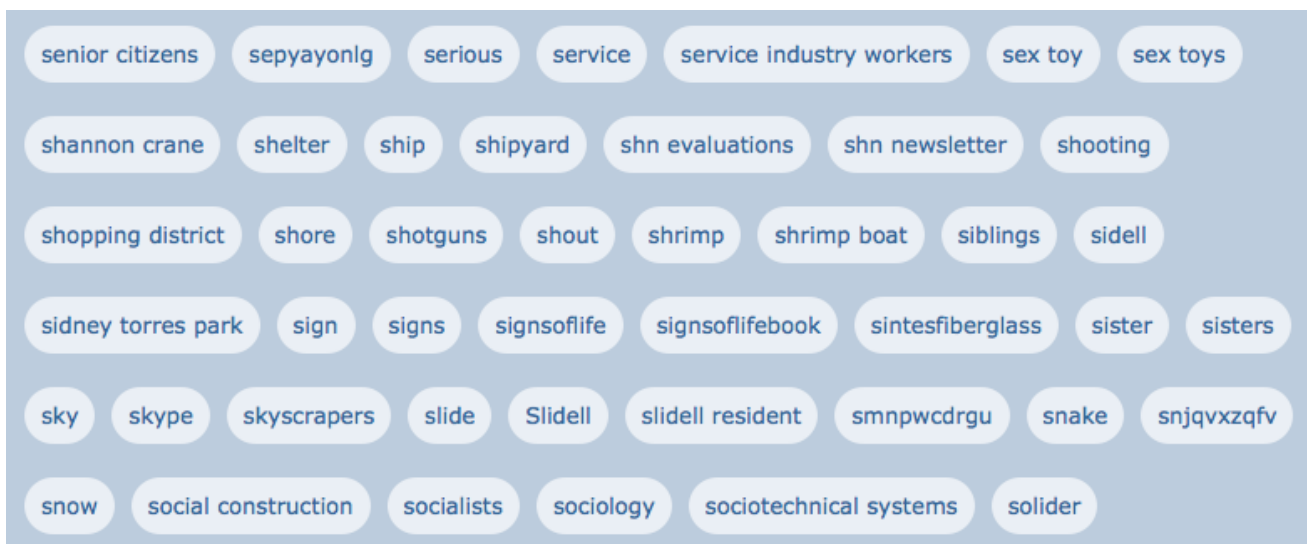 senior citizens sepyayonlg serious service service industry workers sex toy sex toys
shannon crane shelter ship shipyard shn evaluations shn newsletter shooting
shopping district shore shotguns shout shrimp shrimp boat siblings sidell
sidney torres park sign signs signsoflife signsoflifebook sintesfiberglass sister sisters
sky skype skyscrapers slide Slidell slidell resident smnpwcdrgu snake snjqvxzqfv
snow social construction socialists sociology sociotechnical systems solider